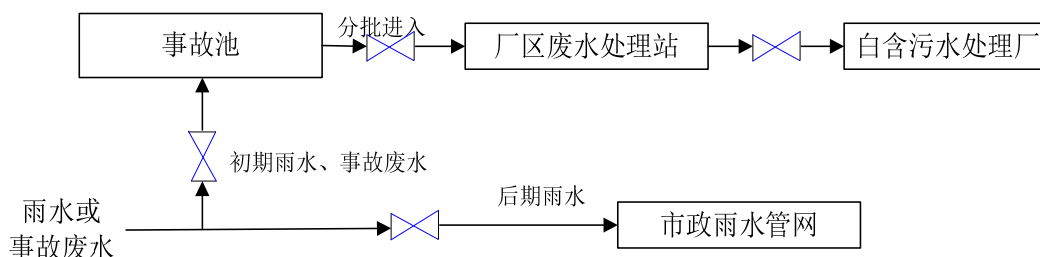 事故池
分批进入
厂区废水处理站
白含污水处理厂
初期雨水、事故废水
后期雨水
雨水或
事故废水
市政雨水管网